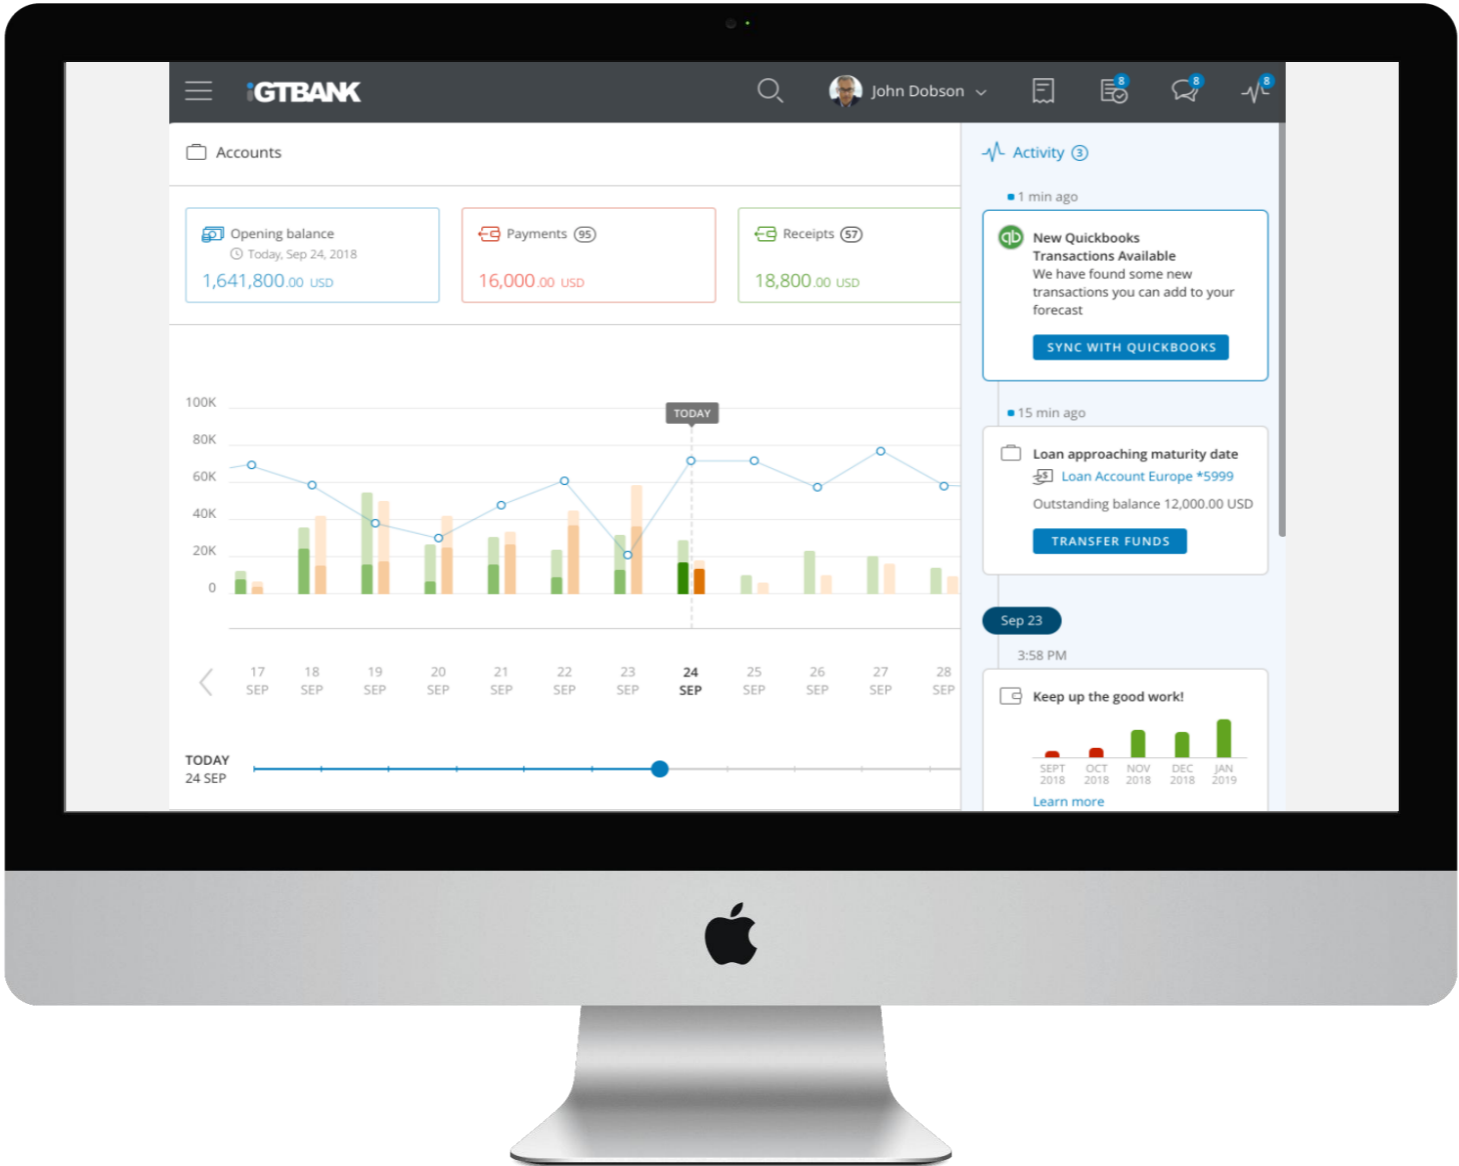 iGTBANK
John Dobson
8
8
8
Accounts
Opening balance
Today, Sep 24, 2018
1,641,800.00 USD
Payments 95
16,000.00 USD
Receipts 57
18,800.00 USD
100K
80K
60K
40K
20K
0
TODAY
17 SEP
18 SEP
19 SEP
20 SEP
21 SEP
22 SEP
23 SEP
24 SEP
25 SEP
26 SEP
27 SEP
28 SEP
TODAY
24 SEP
Activity 3
1 min ago
qb
New Quickbooks
Transactions Available
We have found some new
transactions you can add to your
forecast
SYNC WITH QUICKBOOKS
15 min ago
Loan approaching maturity date
$
Loan Account Europe *5999
Outstanding balance 12,000.00 USD
TRANSFER FUNDS
Sep 23
3:58 PM
Keep up the good work!
SEPT 2018
OCT 2018
NOV 2018
DEC 2018
JAN 2019
Learn more